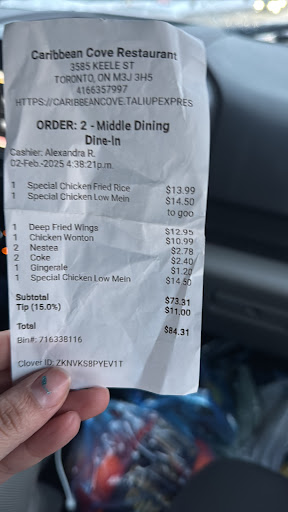 Caribbean Cove Restaurant
3585 KEELE ST
TORONTO, ON M3J 3H5
4166357997
HTTPS://CARIBBEANCOVE.TALIUPEXPRES
ORDER: 2 - Middle Dining
Dine-In
Cashier: Alexandra R.
02-Feb.-2025 4:38:21p.m.
1 Special Chicken Fried Rice $13.99
1 Special Chicken Low Mein $14.50
to goo
1 Deep Fried Wings $12.95
1 Chicken Wonton $10.99
2 Nestea $2.78
2 Coke $2.40
1 Gingerale $1.20
1 Special Chicken Low Mein $14.50
Subtotal $73.31
Tip (15.0%) $11.00
Total $84.31
Bin#: 716338116
Clover ID: ZKNVKS8PYEV1T